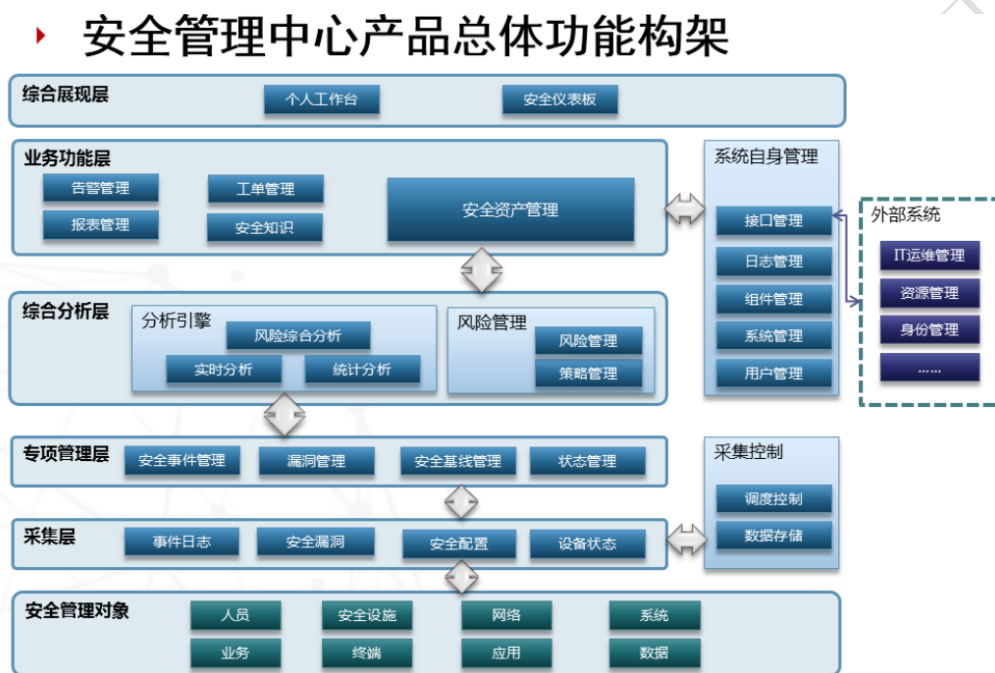 安全管理中心产品总体功能构架
综合展现层
个人工作台
安全仪表板
业务功能层
告警管理
工单管理
报表管理
安全知识
安全资产管理
系统自身管理
接口管理
日志管理
组件管理
系统管理
用户管理
外部系统
IT运维管理
资源管理
身份管理
……
综合分析层
分析引擎
风险综合分析
实时分析
统计分析
风险管理
风险管理
策略管理
专项管理层
安全事件管理
漏洞管理
安全基线管理
状态管理
采集控制
调度控制
数据存储
采集层
事件日志
安全漏洞
安全配置
设备状态
安全管理对象
人员
安全设施
网络
系统
业务
终端
应用
数据